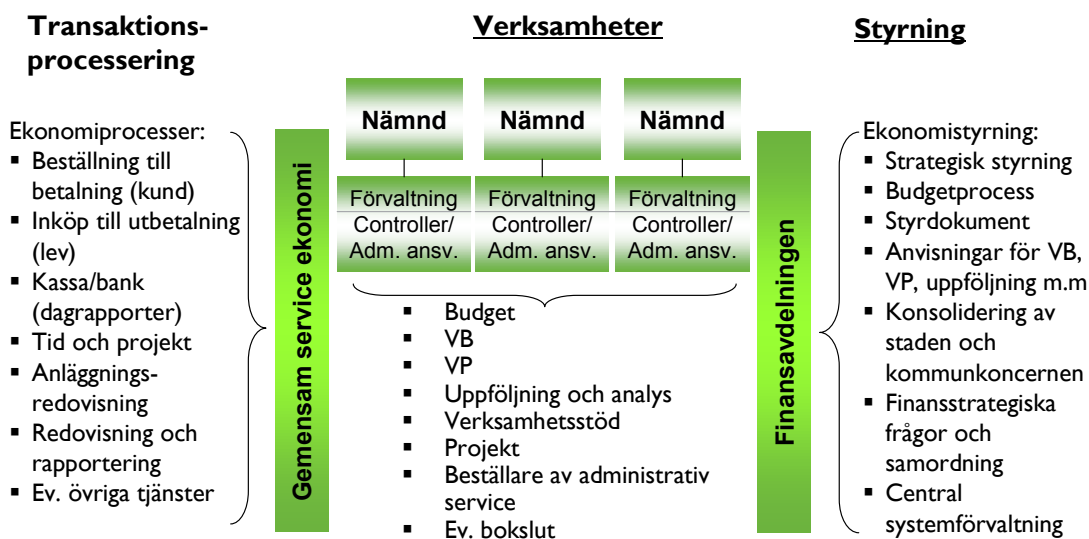 Transaktions-
processering
Ekonomiprocesser:
▪ Beställning till
betalning (kund)
▪ Inköp till utbetalning
(lev)
▪ Kassa/bank
(dagrapporter)
▪ Tid och projekt
▪ Anläggnings-
redovisning
▪ Redovisning och
rapportering
▪ Ev. övriga tjänster
Gemensam service ekonomi
Verksamheter
Nämnd
Nämnd
Nämnd
Förvaltning
Controller/
Adm. ansv.
Förvaltning
Controller/
Adm. ansv.
Förvaltning
Controller/
Adm. ansv.
▪ Budget
▪ VB
▪ VP
▪ Uppföljning och analys
▪ Verksamhetsstöd
▪ Projekt
▪ Beställare av administrativ
service
▪ Ev. bokslut
Finansavdelningen
Styrning
Ekonomistyrning:
▪ Strategisk styrning
▪ Budgetprocess
▪ Styrdokument
▪ Anvisningar för VB,
VP, uppföljning m.m
▪ Konsolidering av
staden och
kommunkoncernen
▪ Finansstrategiska
frågor och
samordning
▪ Central
systemförvaltning